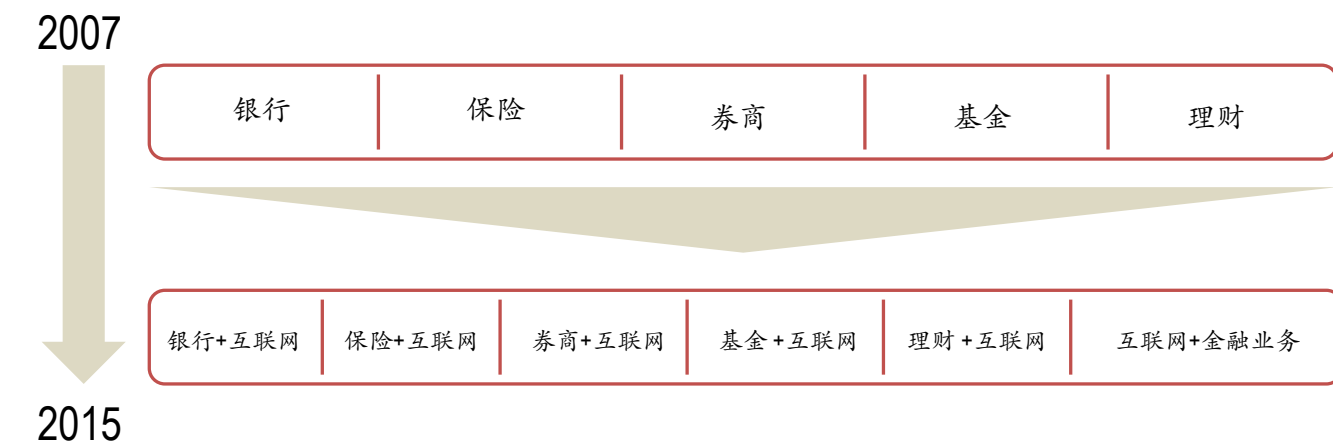 2007
银行 保险 券商 基金 理财
银行+互联网 保险+互联网 券商+互联网 基金+互联网 理财+互联网 互联网+金融业务
2015